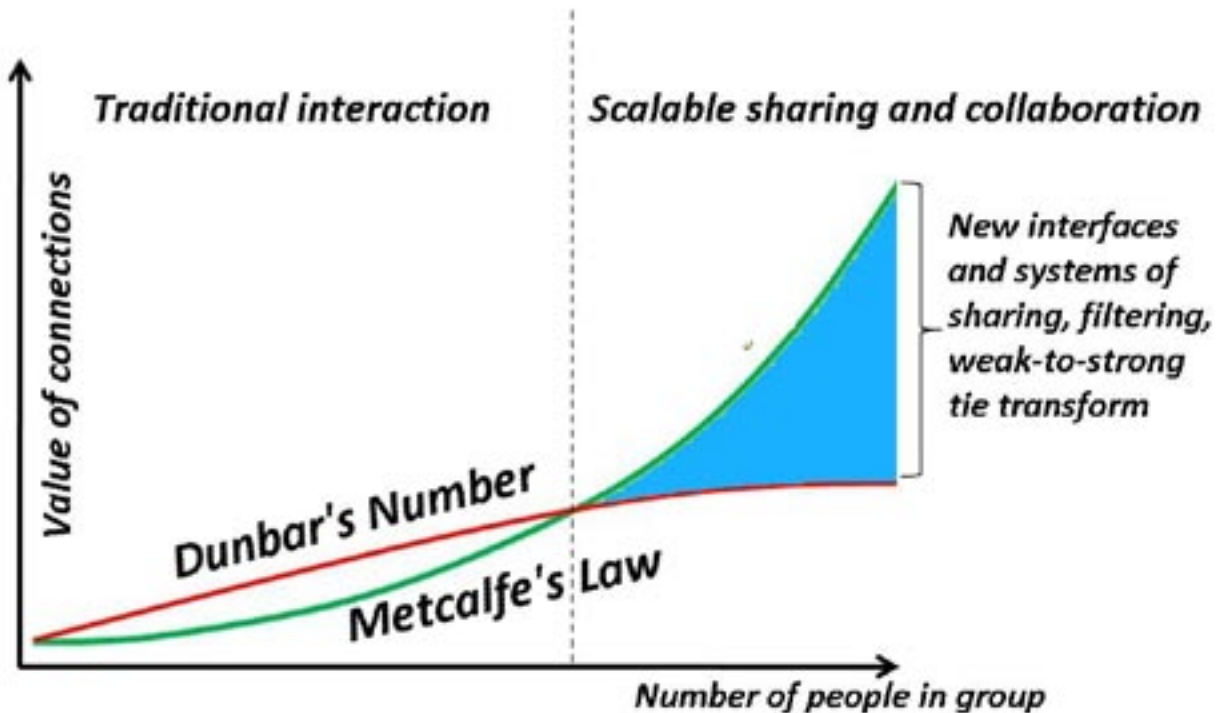 Traditional interaction
Scalable sharing and collaboration
Value of connections
New interfaces
and systems of
sharing, filtering,
weak-to-strong
tie transform
Dunbar's Number
Metcalfe's Law
Number of people in group